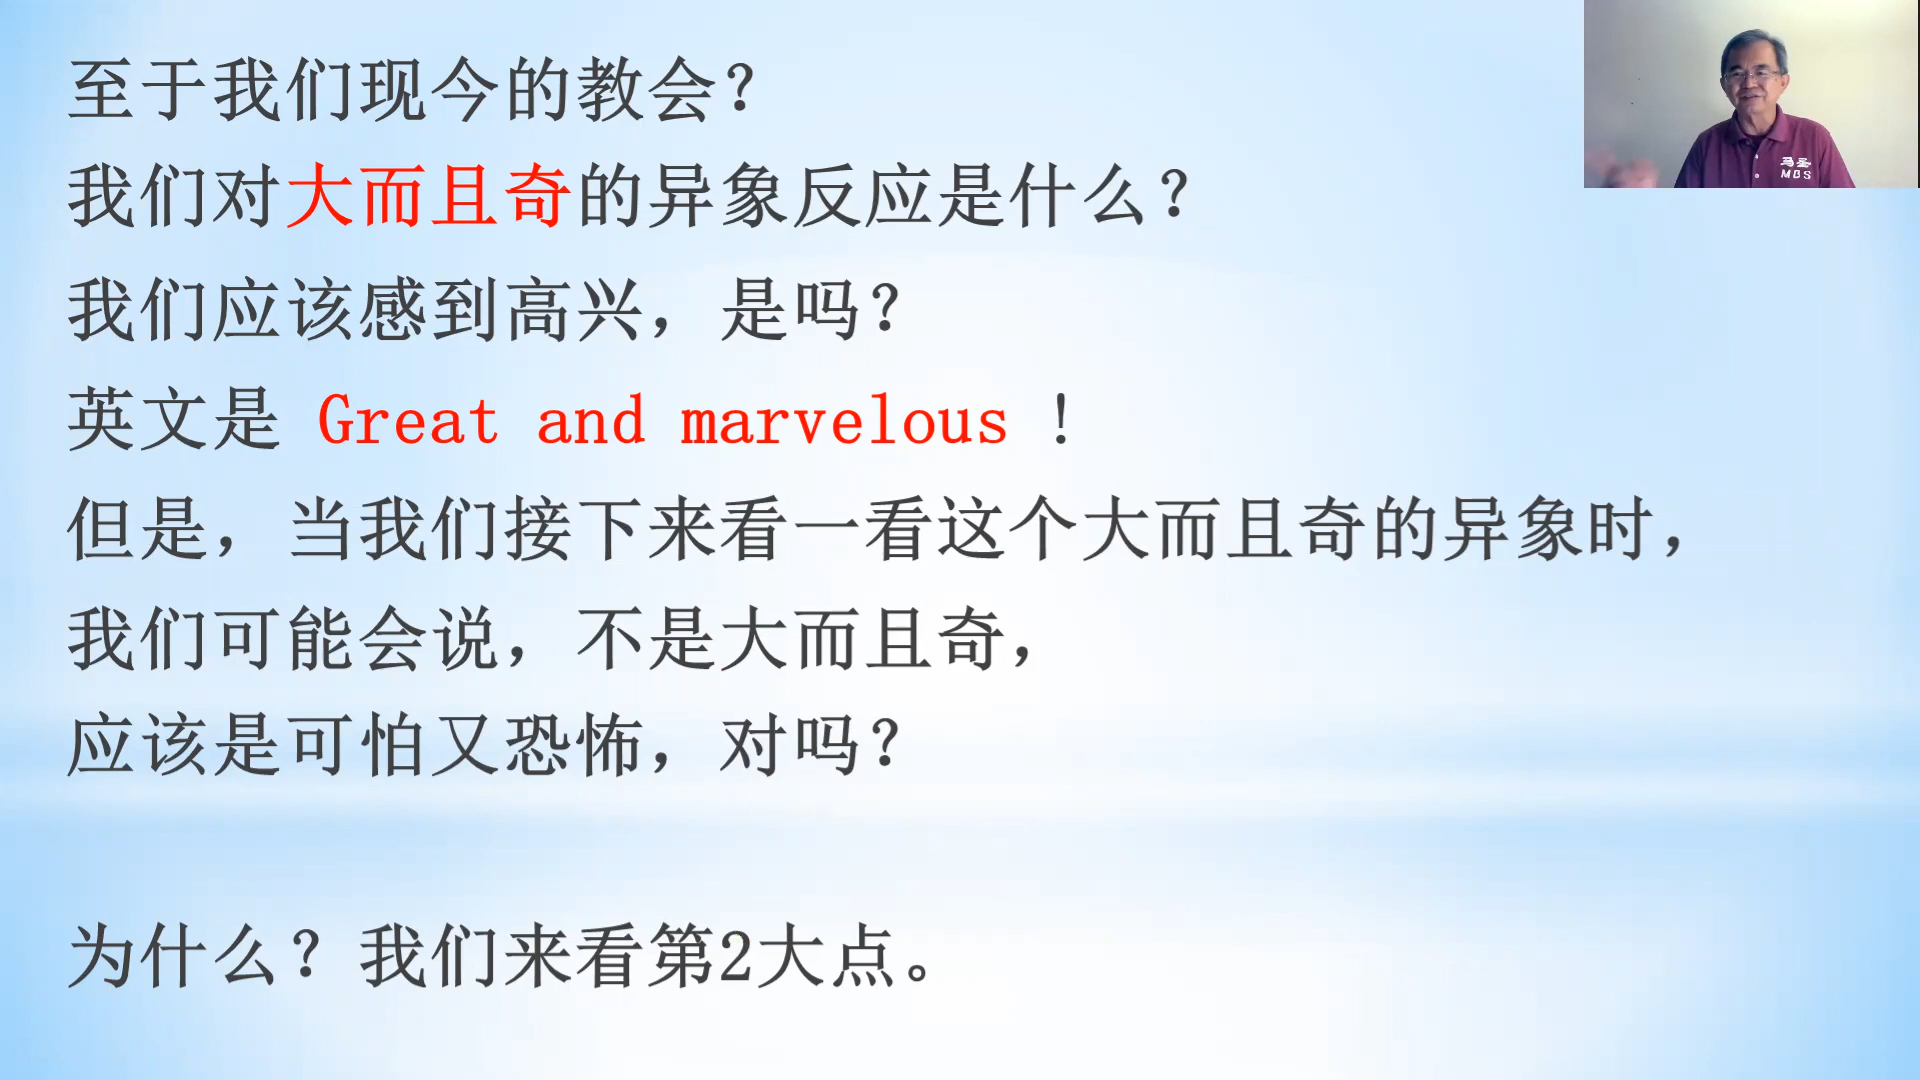 至于我们现今的教会？
我们对大而且奇的异象反应是什么？
我们应该感到高兴，是吗？
英文是 Great and marvelous ！
但是，当我们接下来看一看这个大而且奇的异象时，
我们可能会说，不是大而且奇，
应该是可怕又恐怖，对吗？
为什么？我们来看第2大点。
马圣
MBS